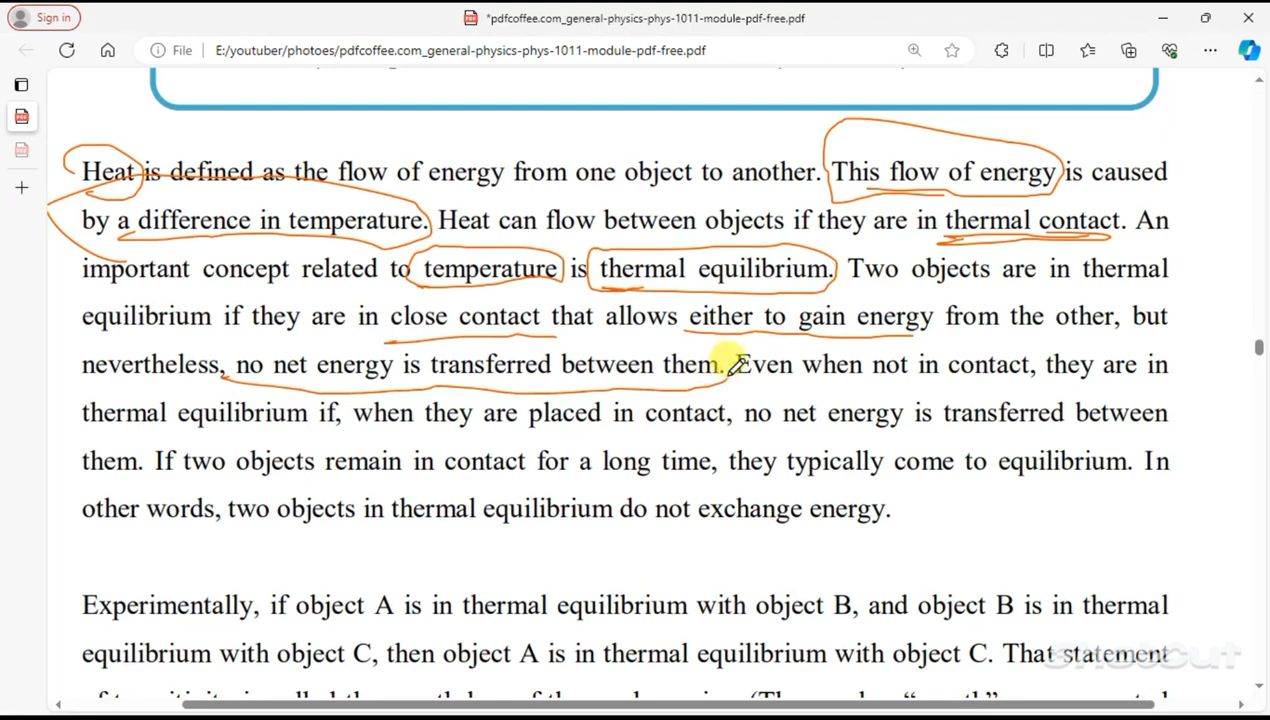 Sign in
*pdfcoffee.com_general-physics-phys-1011-module-pdf-free.pdf
File
E:/youtuber/photoes/pdfcoffee.com_general-physics-phys-1011-module-pdf-free.pdf
Heat is defined as the flow of energy from one object to another. This flow of energy is caused
by a difference in temperature. Heat can flow between objects if they are in thermal contact. An
important concept related to temperature is thermal equilibrium. Two objects are in thermal
equilibrium if they are in close contact that allows either to gain energy from the other, but
nevertheless, no net energy is transferred between them. Even when not in contact, they are in
thermal equilibrium if, when they are placed in contact, no net energy is transferred between
them. If two objects remain in contact for a long time, they typically come to equilibrium. In
other words, two objects in thermal equilibrium do not exchange energy.
Experimentally, if object A is in thermal equilibrium with object B, and object B is in thermal
equilibrium with object C, then object A is in thermal equilibrium with object C. That statement